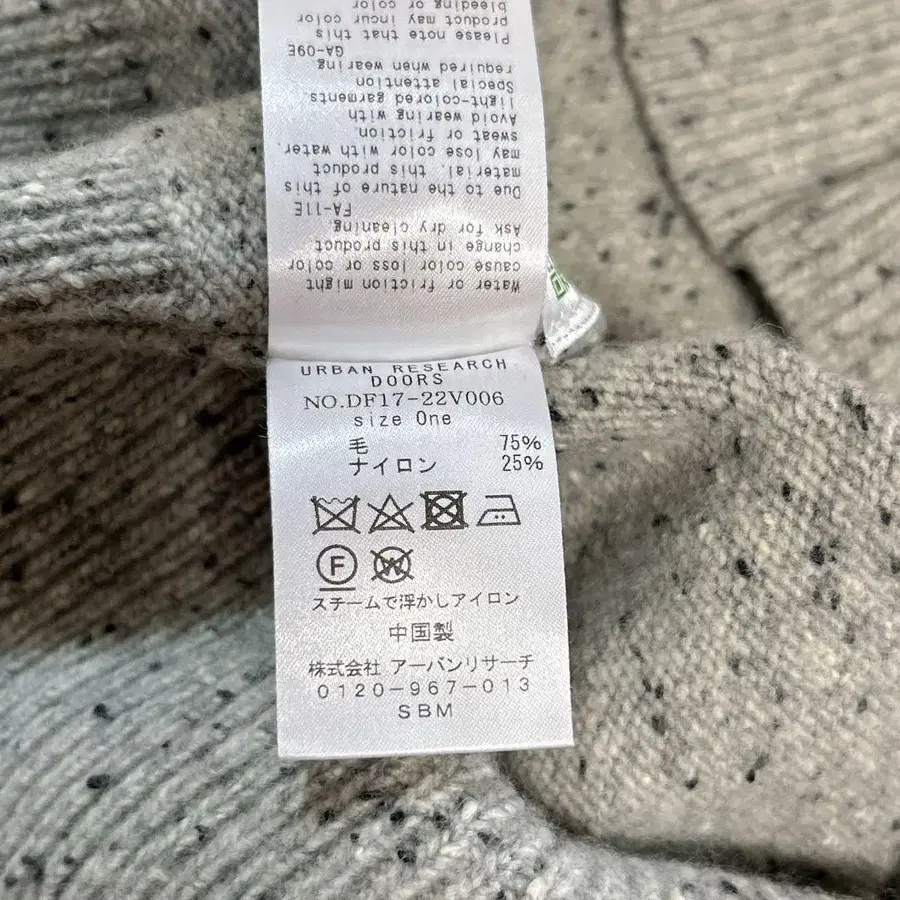 Water or friction might
cause color loss or color
change in this product.
Ask for dry cleaning.
FA-11E
Due to the nature of this
material, this product
may lose color with water,
sweat or friction.
Avoid wearing with
light-colored garments.
Special attention
required when wearing
GA-09E
Please note that this
product may incur color
bleeding or color
URBAN RESEARCH
DOORS
NO.DF17-22V006
size One
毛 75%
ナイロン 25%
F W
スチームで浮かしアイロン
中国製
株式会社 アーバンリサーチ
0120-967-013
SBM